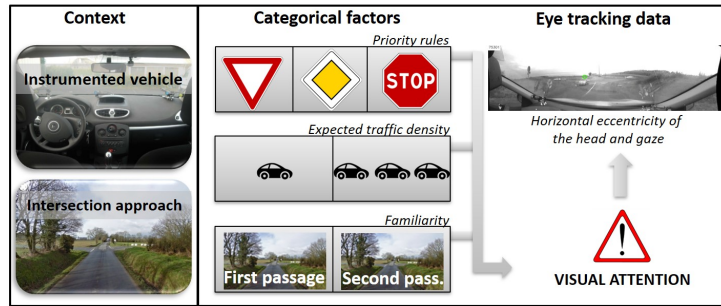 Context
Instrumented vehicle
Intersection approach
Categorical factors
Priority rules
STOP
Expected traffic density
Familiarity
First passage
Second pass.
Eye tracking data
Horizontal eccentricity
of the head and gaze
VISUAL ATTENTION